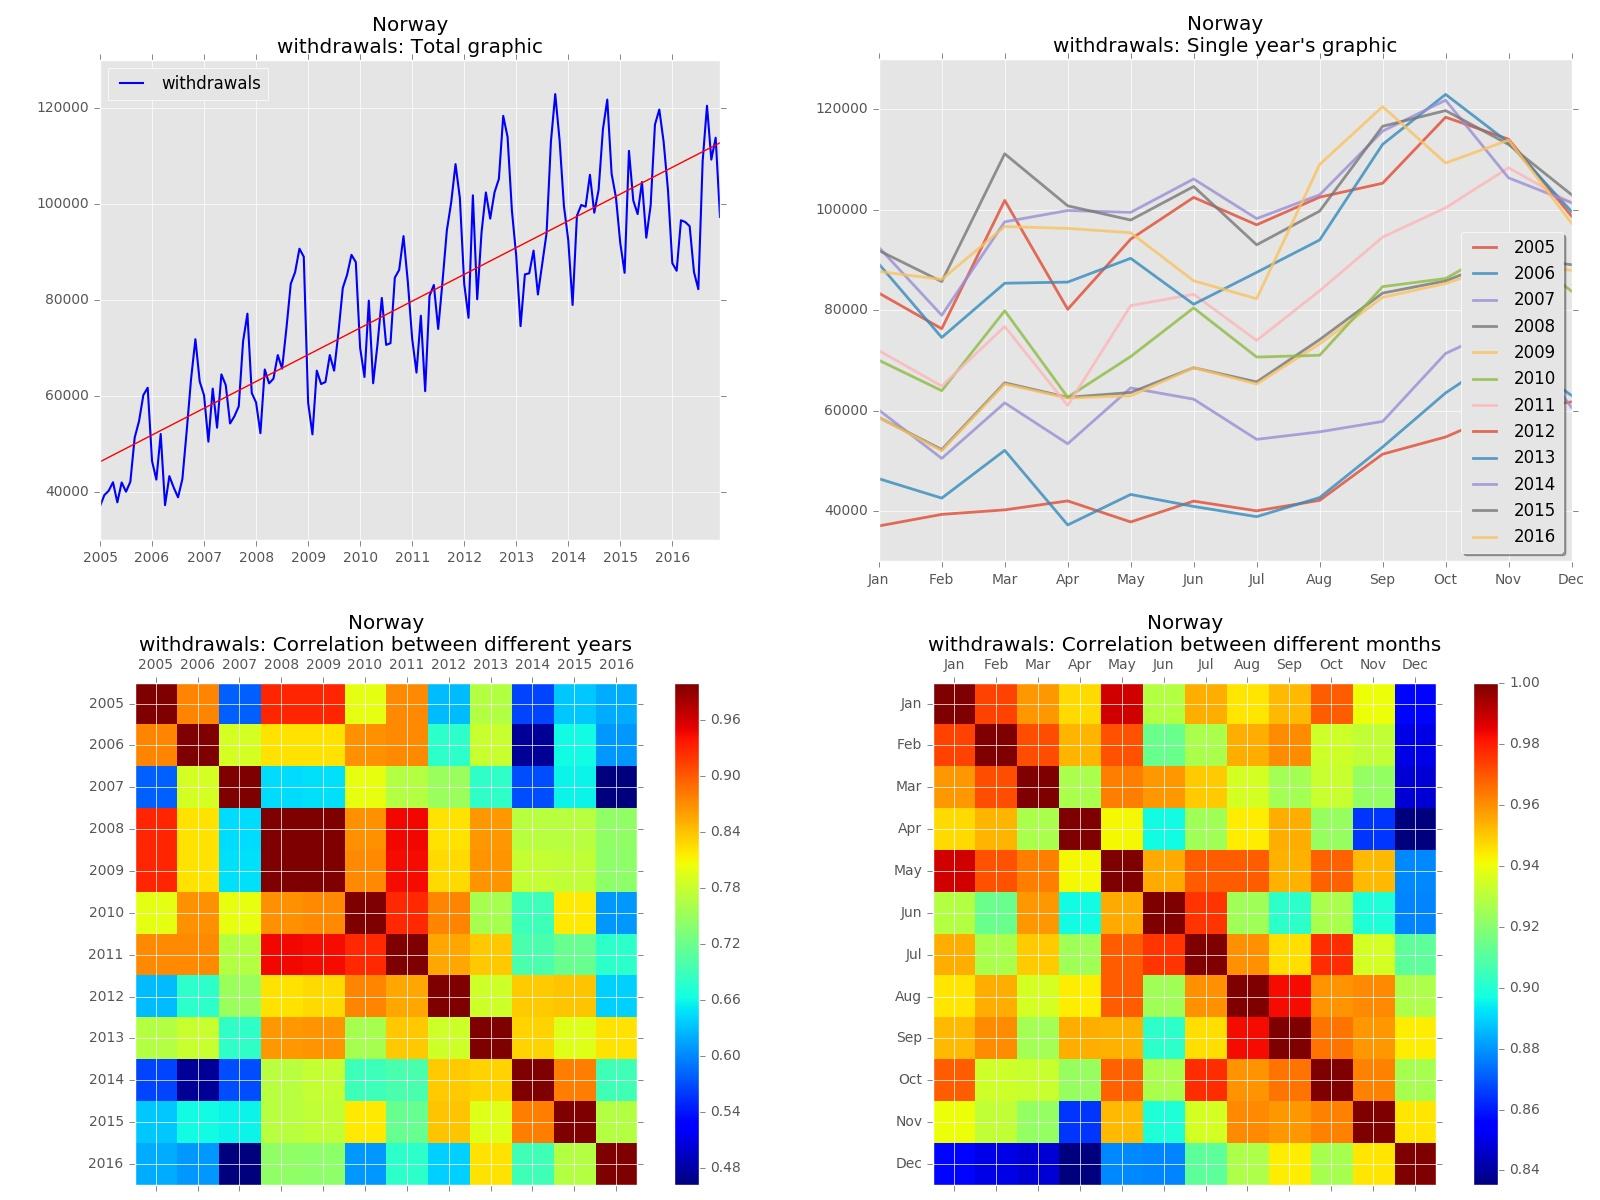 Norway
withdrawals: Total graphic
withdrawals
120000
100000
80000
60000
40000
2005 2006 2007 2008 2009 2010 2011 2012 2013 2014 2015 2016
Norway
withdrawals: Single year's graphic
120000
100000
80000
60000
40000
2005
2006
2007
2008
2009
2010
2011
2012
2013
2014
2015
2016
Jan Feb Mar Apr May Jun Jul Aug Sep Oct Nov Dec
Norway
withdrawals: Correlation between different years
2005 2006 2007 2008 2009 2010 2011 2012 2013 2014 2015 2016
2005
2006
2007
2008
2009
2010
2011
2012
2013
2014
2015
2016
0.96
0.90
0.84
0.78
0.72
0.66
0.60
0.54
0.48
Norway
withdrawals: Correlation between different months
Jan Feb Mar Apr May Jun Jul Aug Sep Oct Nov Dec
Jan
Feb
Mar
Apr
May
Jun
Jul
Aug
Sep
Oct
Nov
Dec
1.00
0.98
0.96
0.94
0.92
0.90
0.88
0.86
0.84